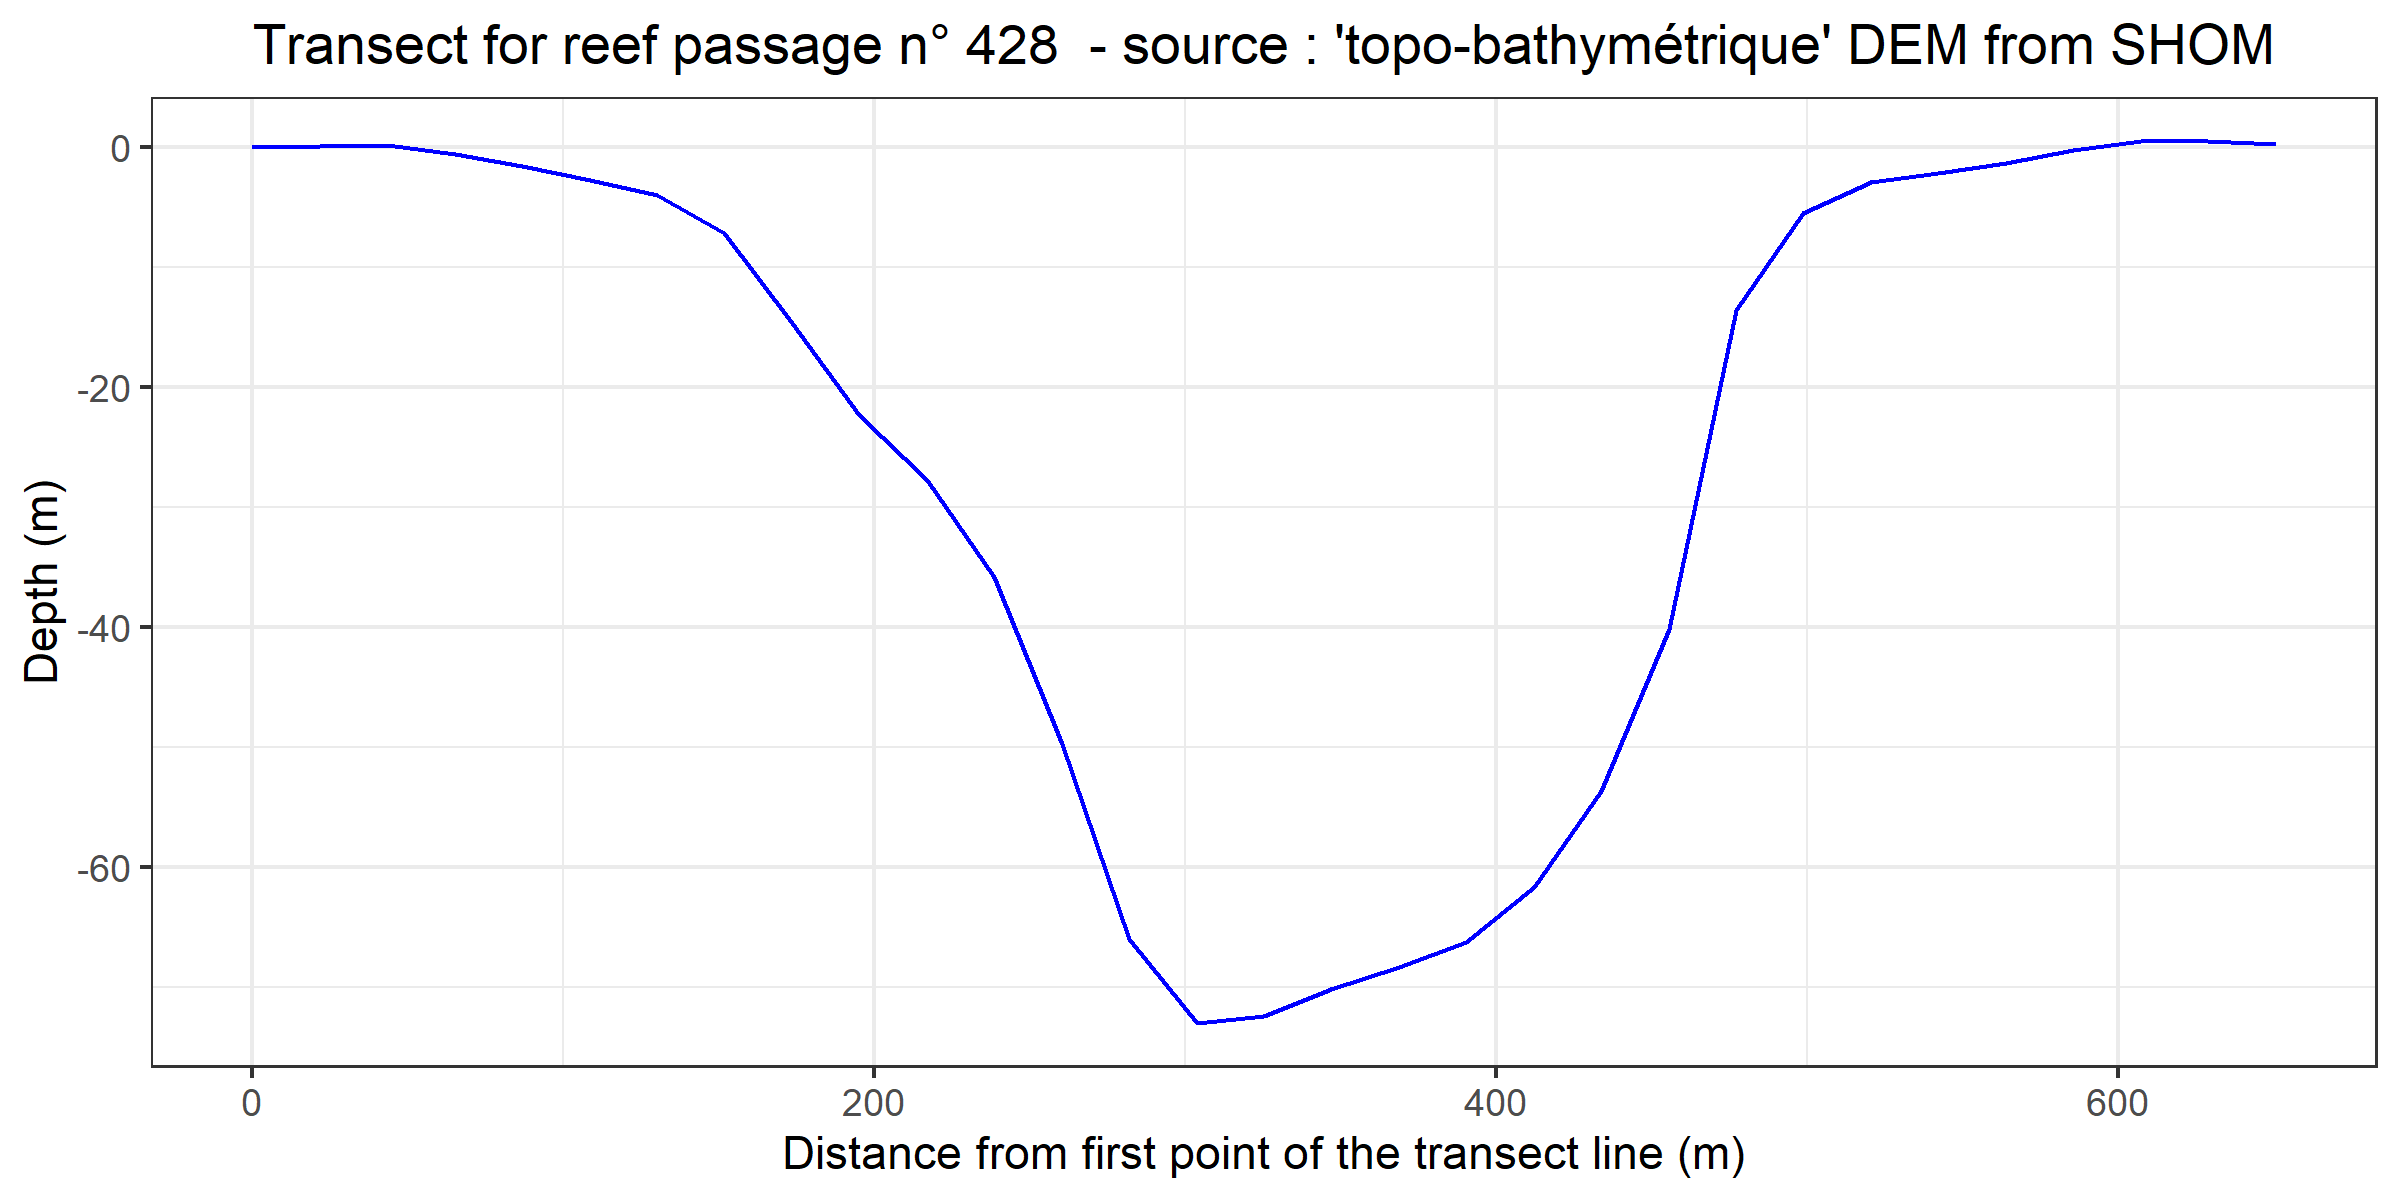 Transect for reef passage n° 428  - source : 'topo-bathymétrique' DEM from SHOM
Depth (m)
0
-20
-40
-60
0 200 400 600
Distance from first point of the transect line (m)